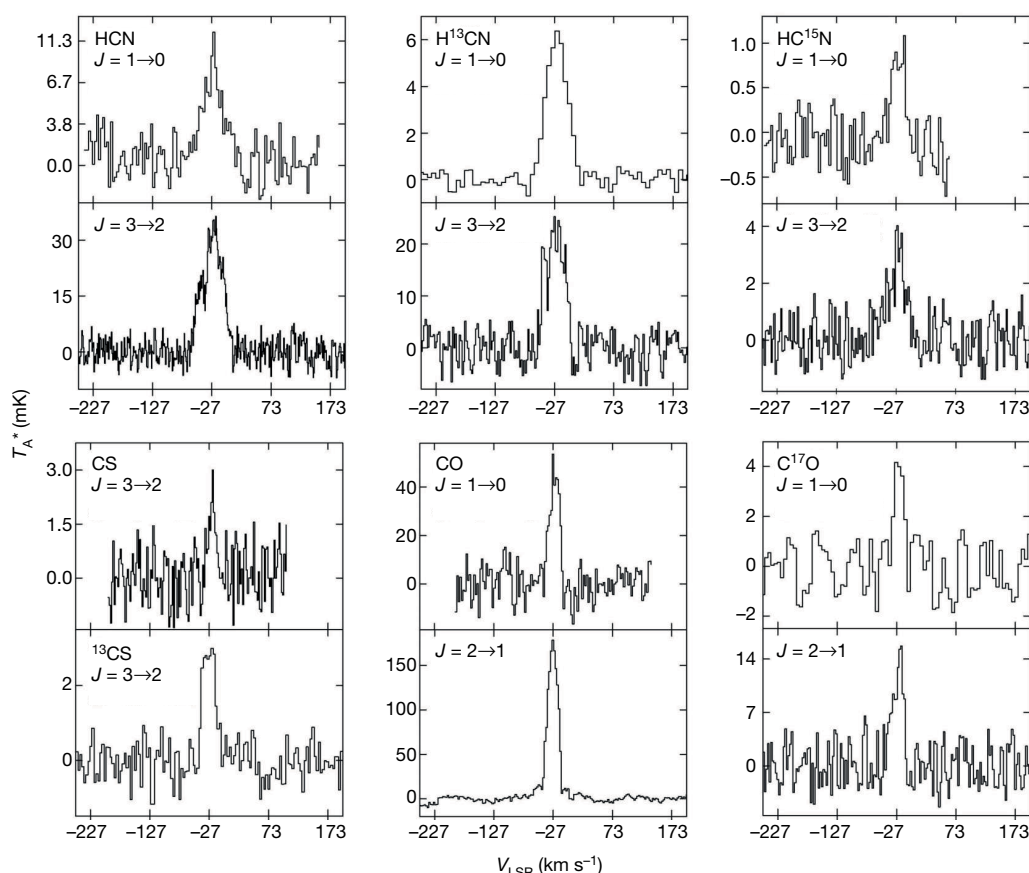 HCN
J = 1→0
11.3
6.7
3.8
0.0
J = 3→2
30
15
0
−227 −127 −27 73 173
H¹³CN
J = 1→0
6
4
2
0
J = 3→2
20
10
0
−227 −127 −27 73 173
HC¹⁵N
J = 1→0
1.0
0.5
0.0
−0.5
J = 3→2
4
2
0
−227 −127 −27 73 173
T_A* (mK)
CS
J = 3→2
3.0
1.5
0.0
¹³CS
J = 3→2
2
0
−227 −127 −27 73 173
CO
J = 1→0
40
20
0
J = 2→1
150
100
50
0
−227 −127 −27 73 173
C¹⁷O
J = 1→0
4
2
0
−2
J = 2→1
14
7
0
−227 −127 −27 73 173
V_LSR (km s⁻¹)